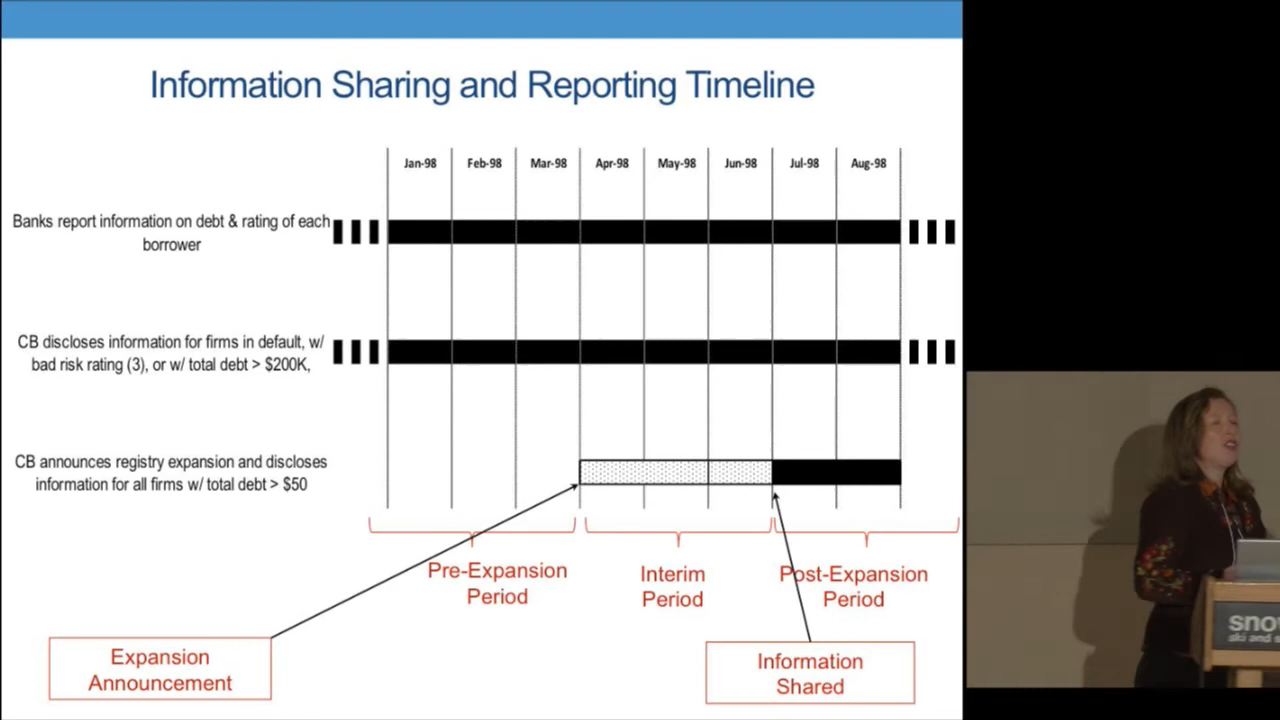 Information Sharing and Reporting Timeline
Jan-98 Feb-98 Mar-98 Apr-98 May-98 Jun-98 Jul-98 Aug-98
Banks report information on debt & rating of each
borrower
CB discloses information for firms in default, w/
bad risk rating (3), or w/ total debt > $200K,
CB announces registry expansion and discloses
information for all firms w/ total debt > $50
Pre-Expansion
Period
Interim
Period
Post-Expansion
Period
Expansion
Announcement
Information
Shared
ski and